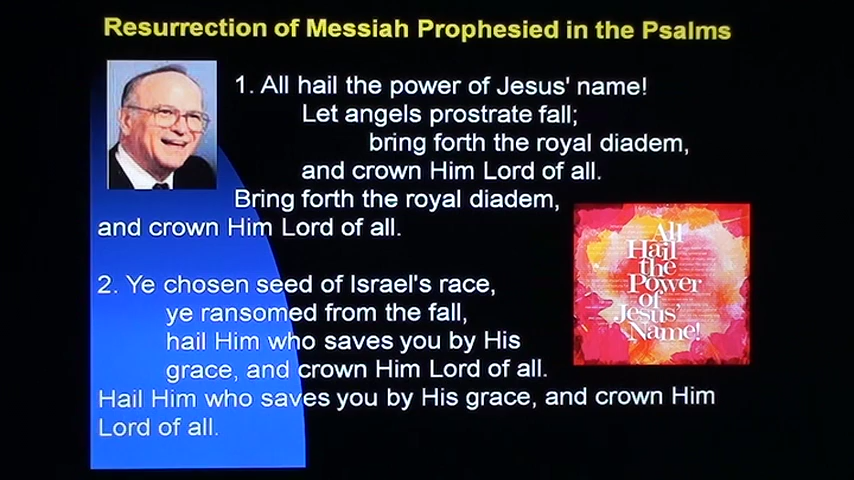 Resurrection of Messiah Prophesied in the Psalms
1. All hail the power of Jesus' name!
Let angels prostrate fall;
bring forth the royal diadem,
and crown Him Lord of all.
Bring forth the royal diadem,
and crown Him Lord of all.
2. Ye chosen seed of Israel's race,
ye ransomed from the fall,
hail Him who saves you by His
grace, and crown Him Lord of all.
Hail Him who saves you by His grace, and crown Him
Lord of all.
All
Hail
the
Power
of
Jesus'
Name!